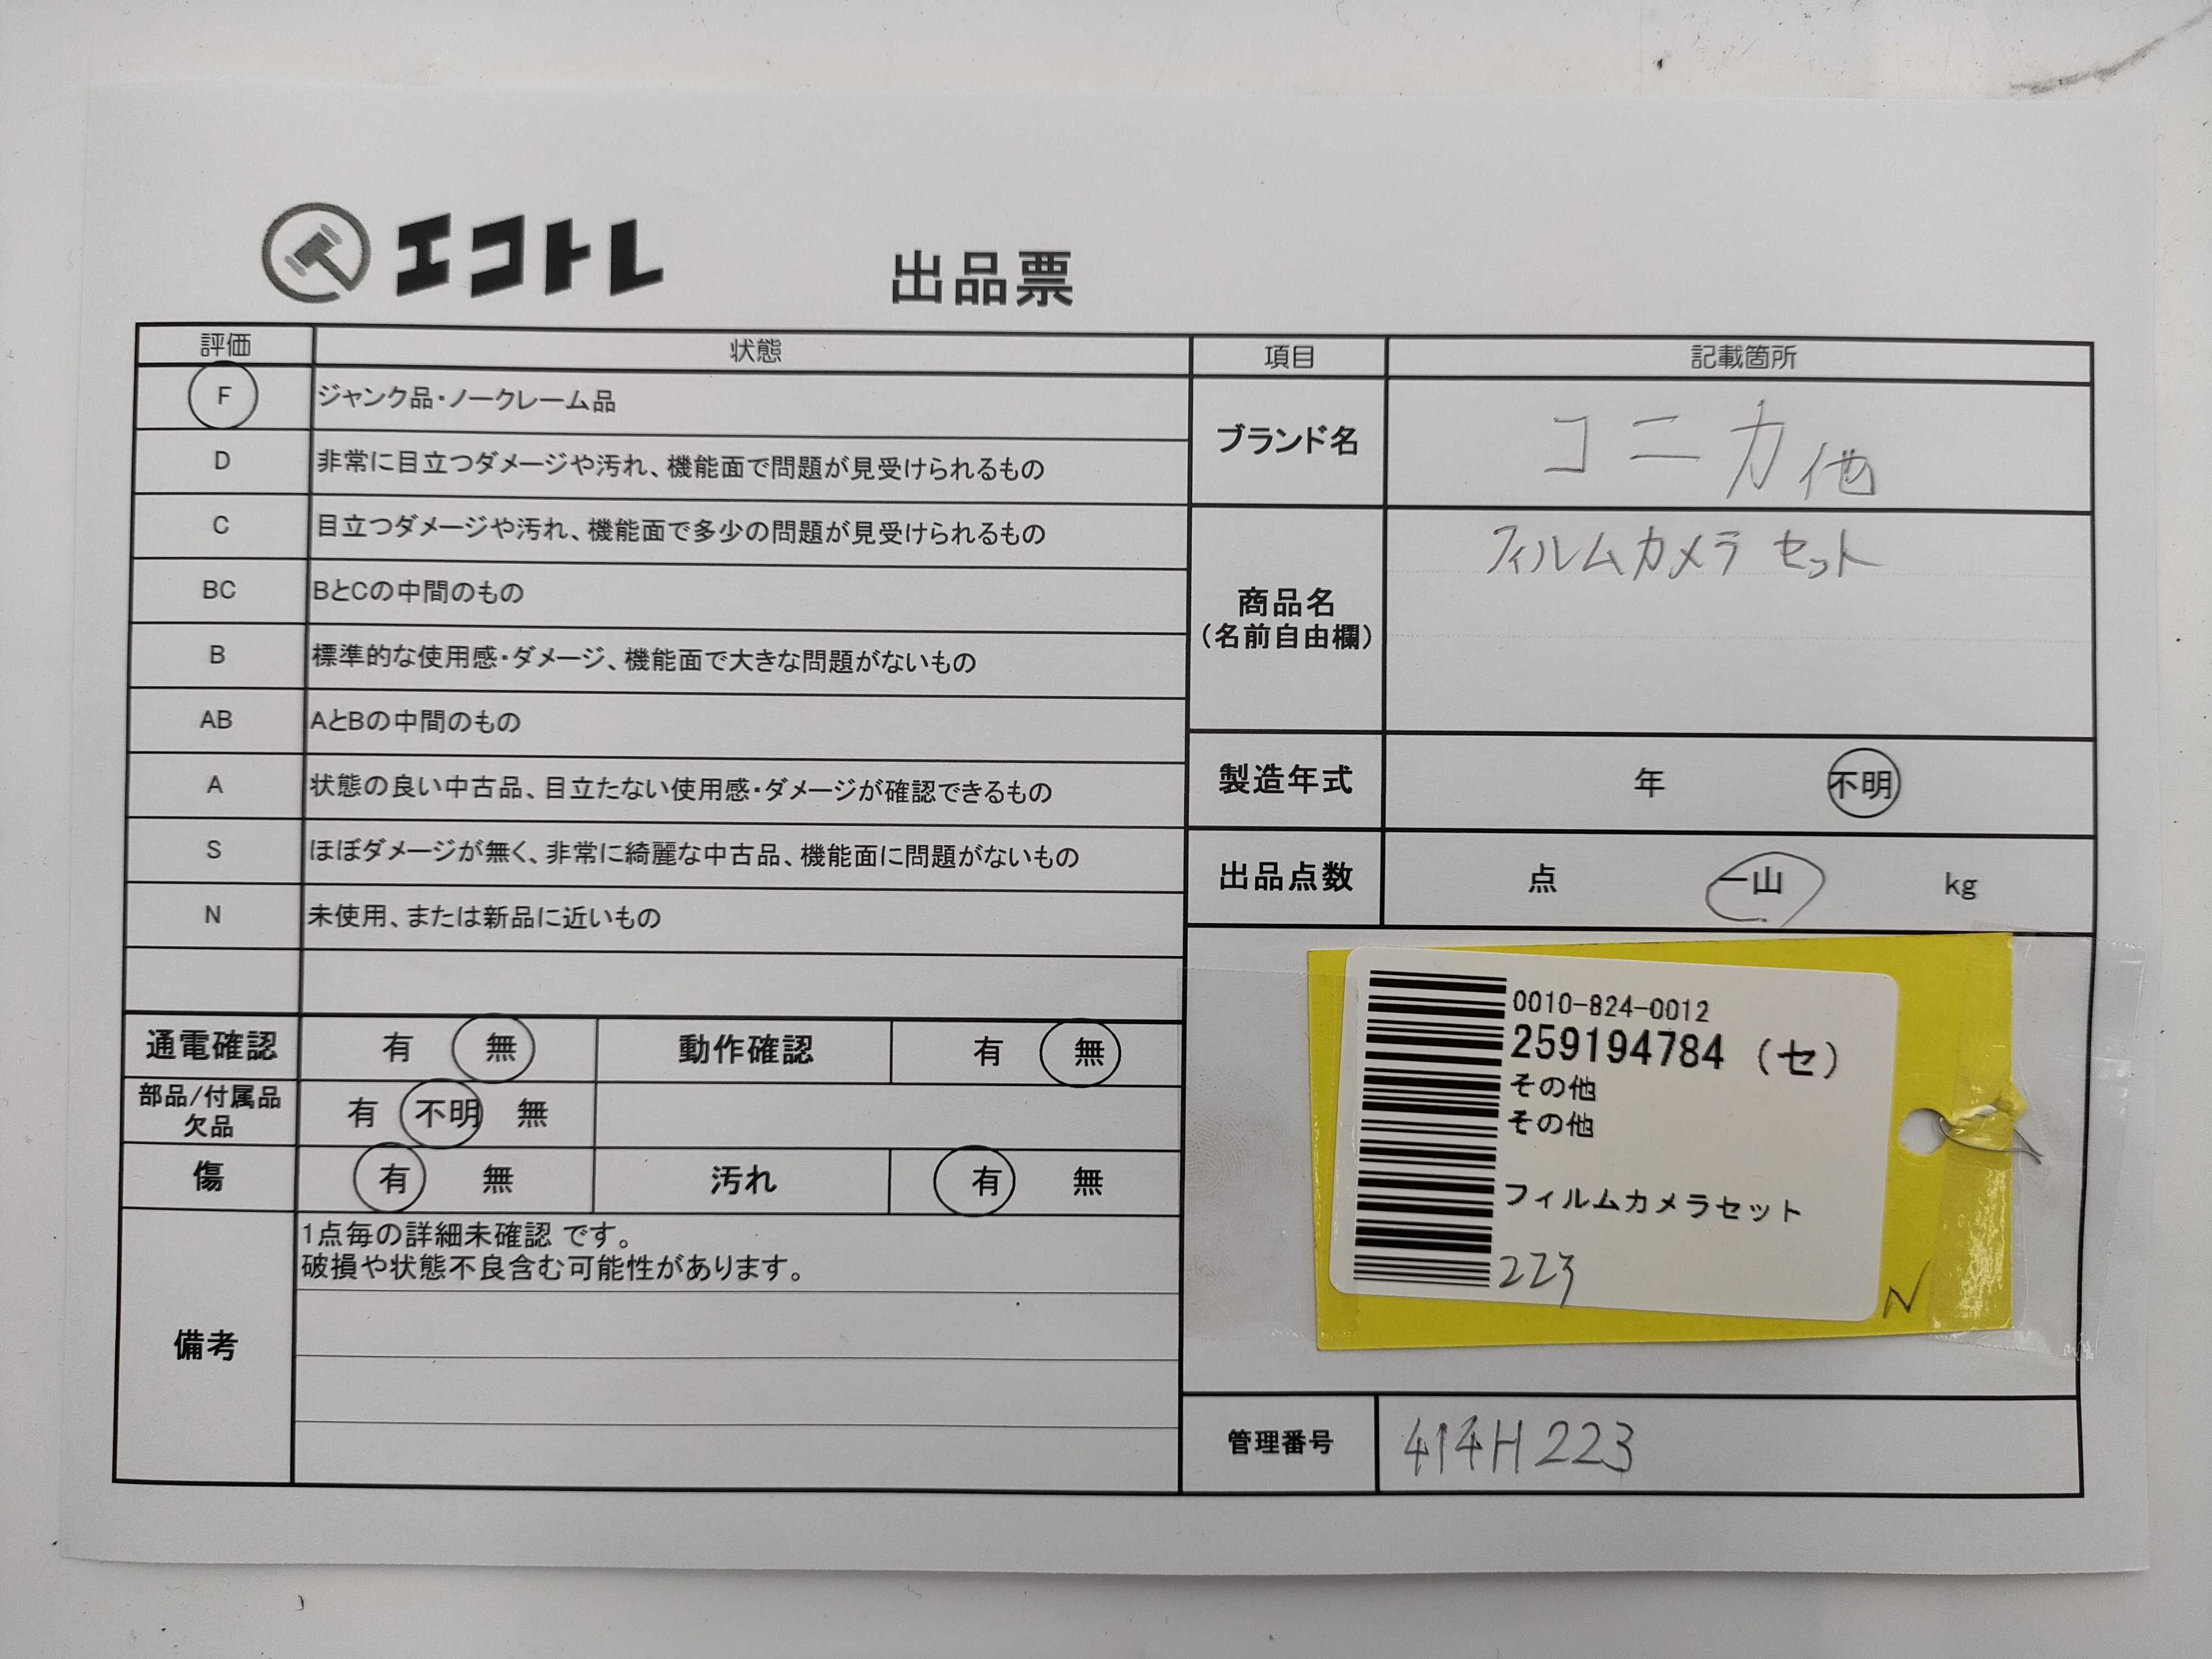 エコトレ
出品票
評価 状態
F ジャンク品・ノークレーム品
D 非常に目立つダメージや汚れ、機能面で問題が見受けられるもの
C 目立つダメージや汚れ、機能面で多少の問題が見受けられるもの
BC BとCの中間のもの
B 標準的な使用感・ダメージ、機能面で大きな問題がないもの
AB AとBの中間のもの
A 状態の良い中古品、目立たない使用感・ダメージが確認できるもの
S ほぼダメージが無く、非常に綺麗な中古品、機能面に問題がないもの
N 未使用、または新品に近いもの
通電確認 有 無 動作確認 有 無
部品/付属品
欠品
有 不明 無
傷 有 無 汚れ 有 無
備考
1点毎の詳細未確認 です。
破損や状態不良含む可能性があります。
項目 記載箇所
ブランド名 コニカ他
商品名
(名前自由欄)
フィルムカメラ セット
製造年式 年 不明
出品点数 点 一山 kg
0010-824-0012
259194784 (セ)
その他
その他
フィルムカメラセット
223
N
管理番号 414H223